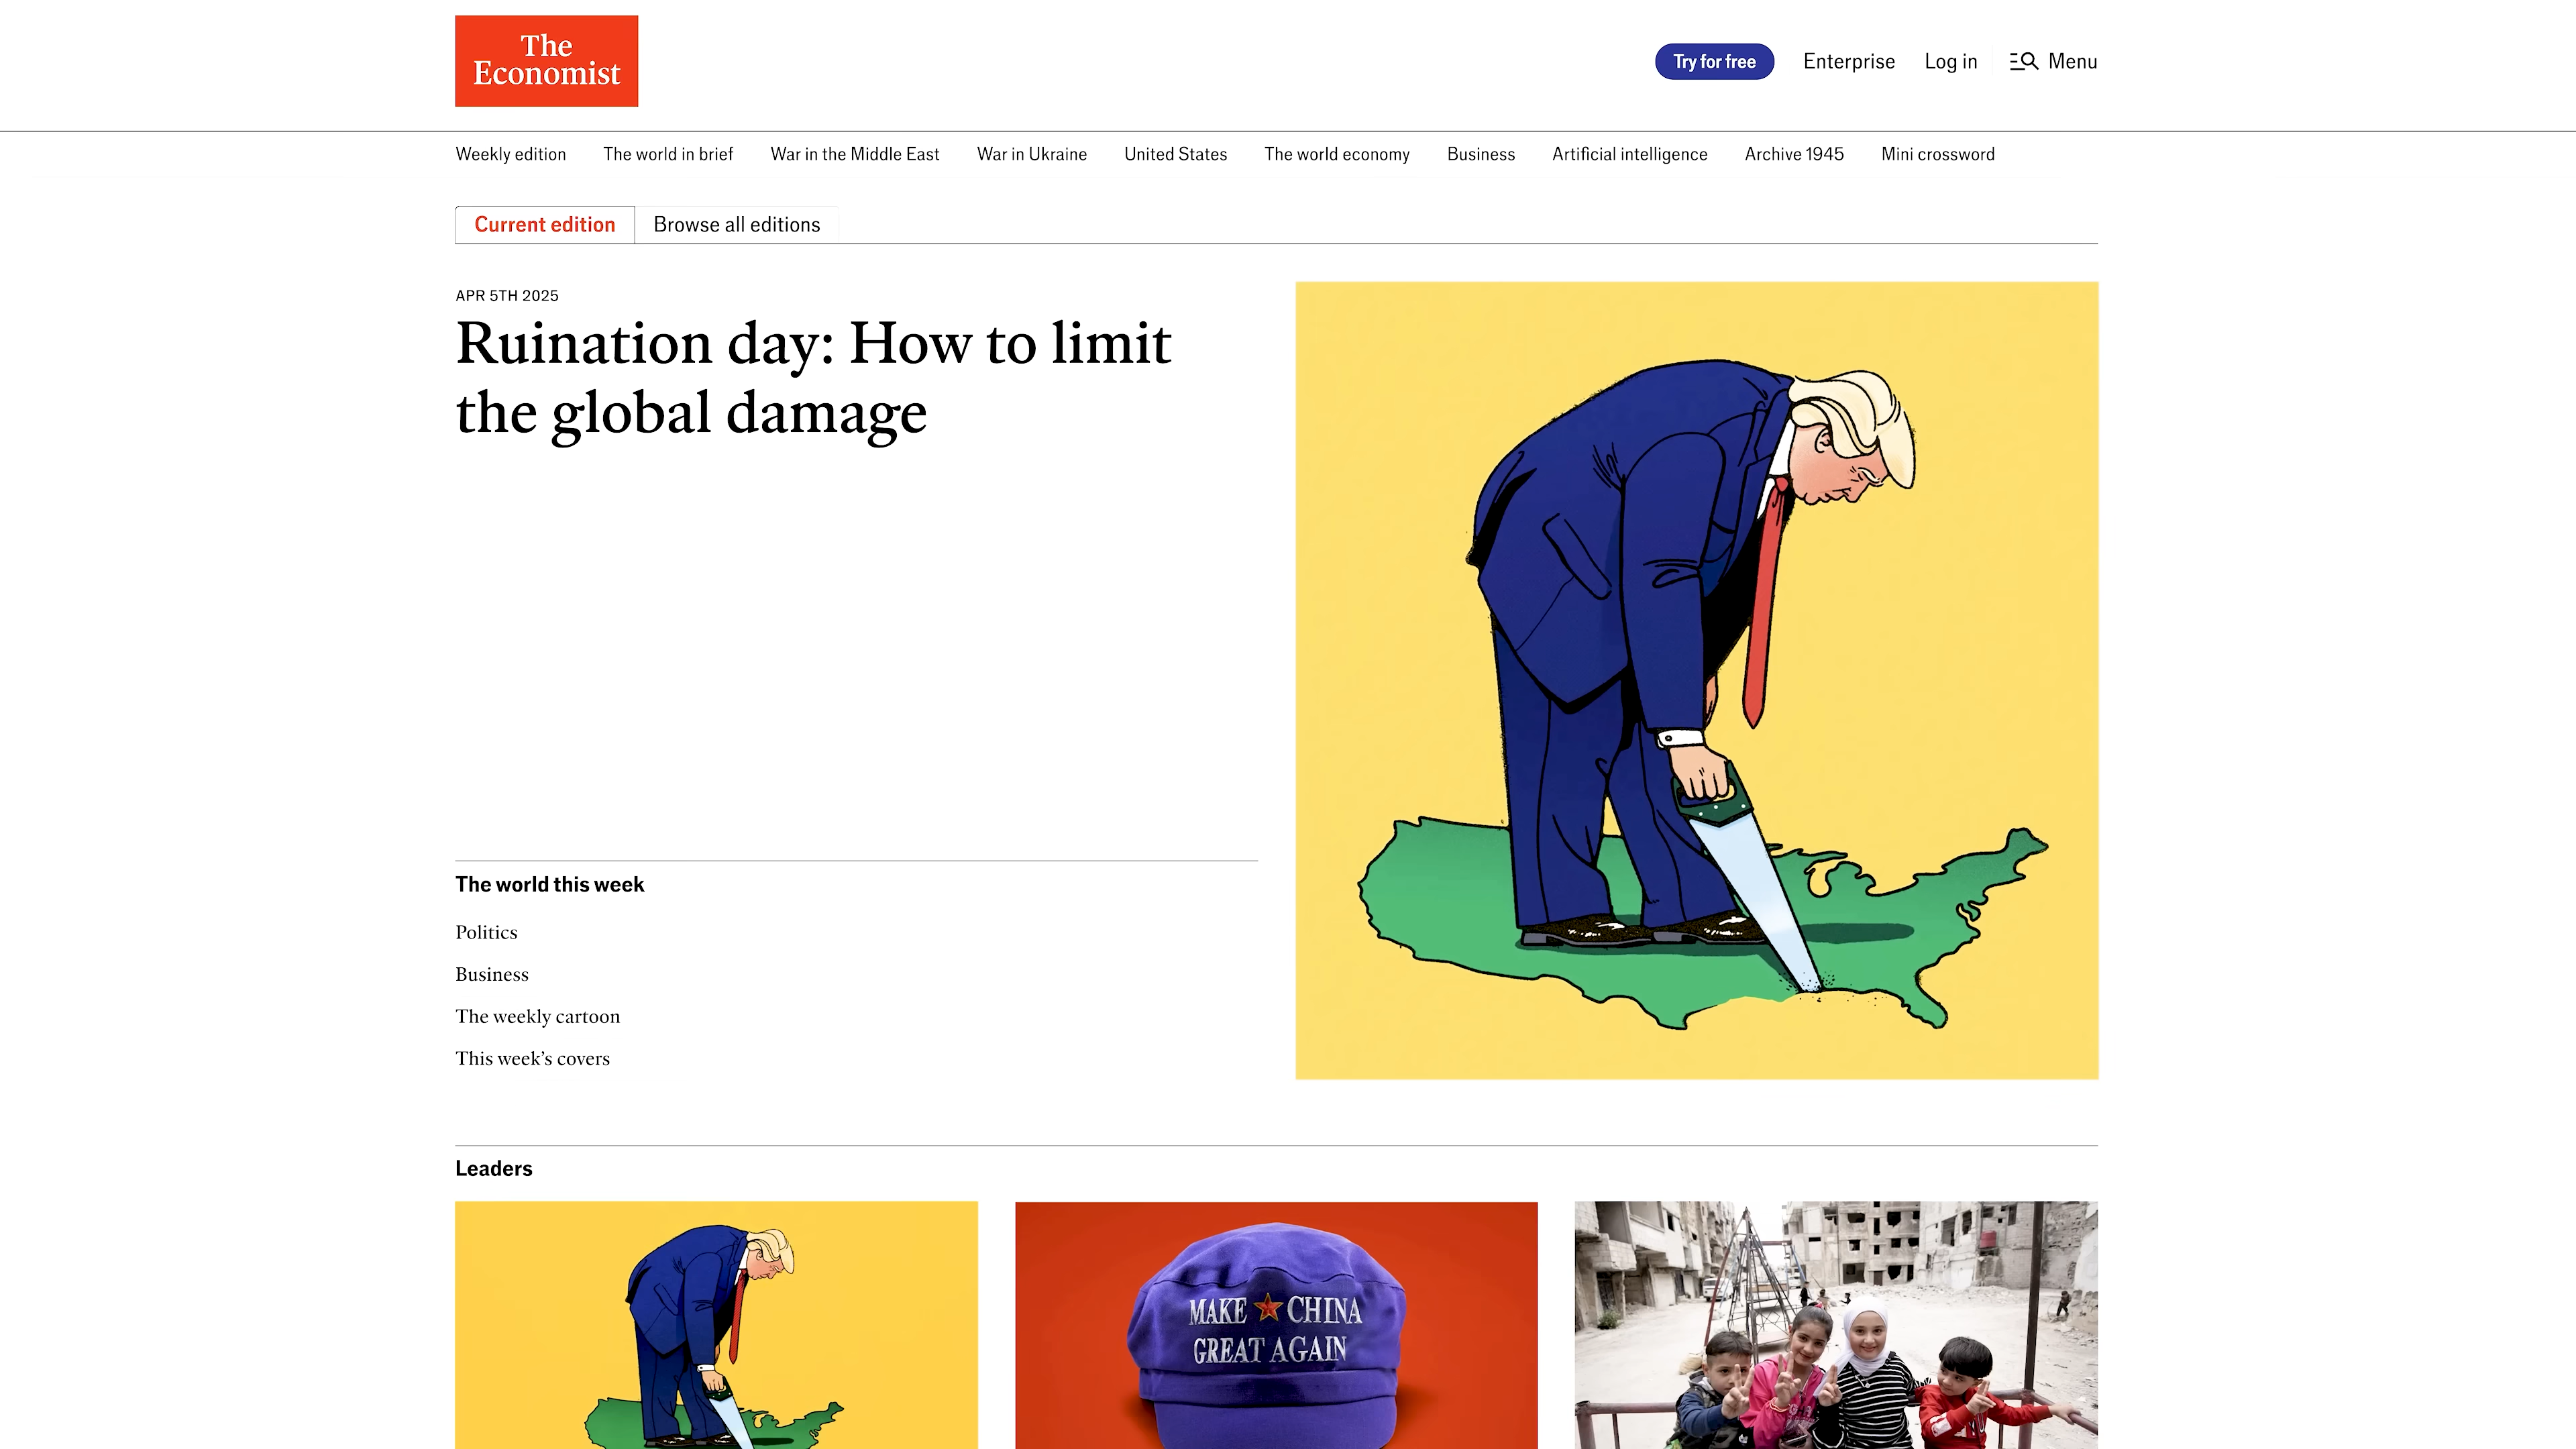 The
Economist
Try for free
Enterprise
Log in
Menu
Weekly edition
The world in brief
War in the Middle East
War in Ukraine
United States
The world economy
Business
Artificial intelligence
Archive 1945
Mini crossword
Current edition
Browse all editions
APR 5TH 2025
Ruination day: How to limit
the global damage
The world this week
Politics
Business
The weekly cartoon
This week’s covers
Leaders
MAKE CHINA
GREAT AGAIN